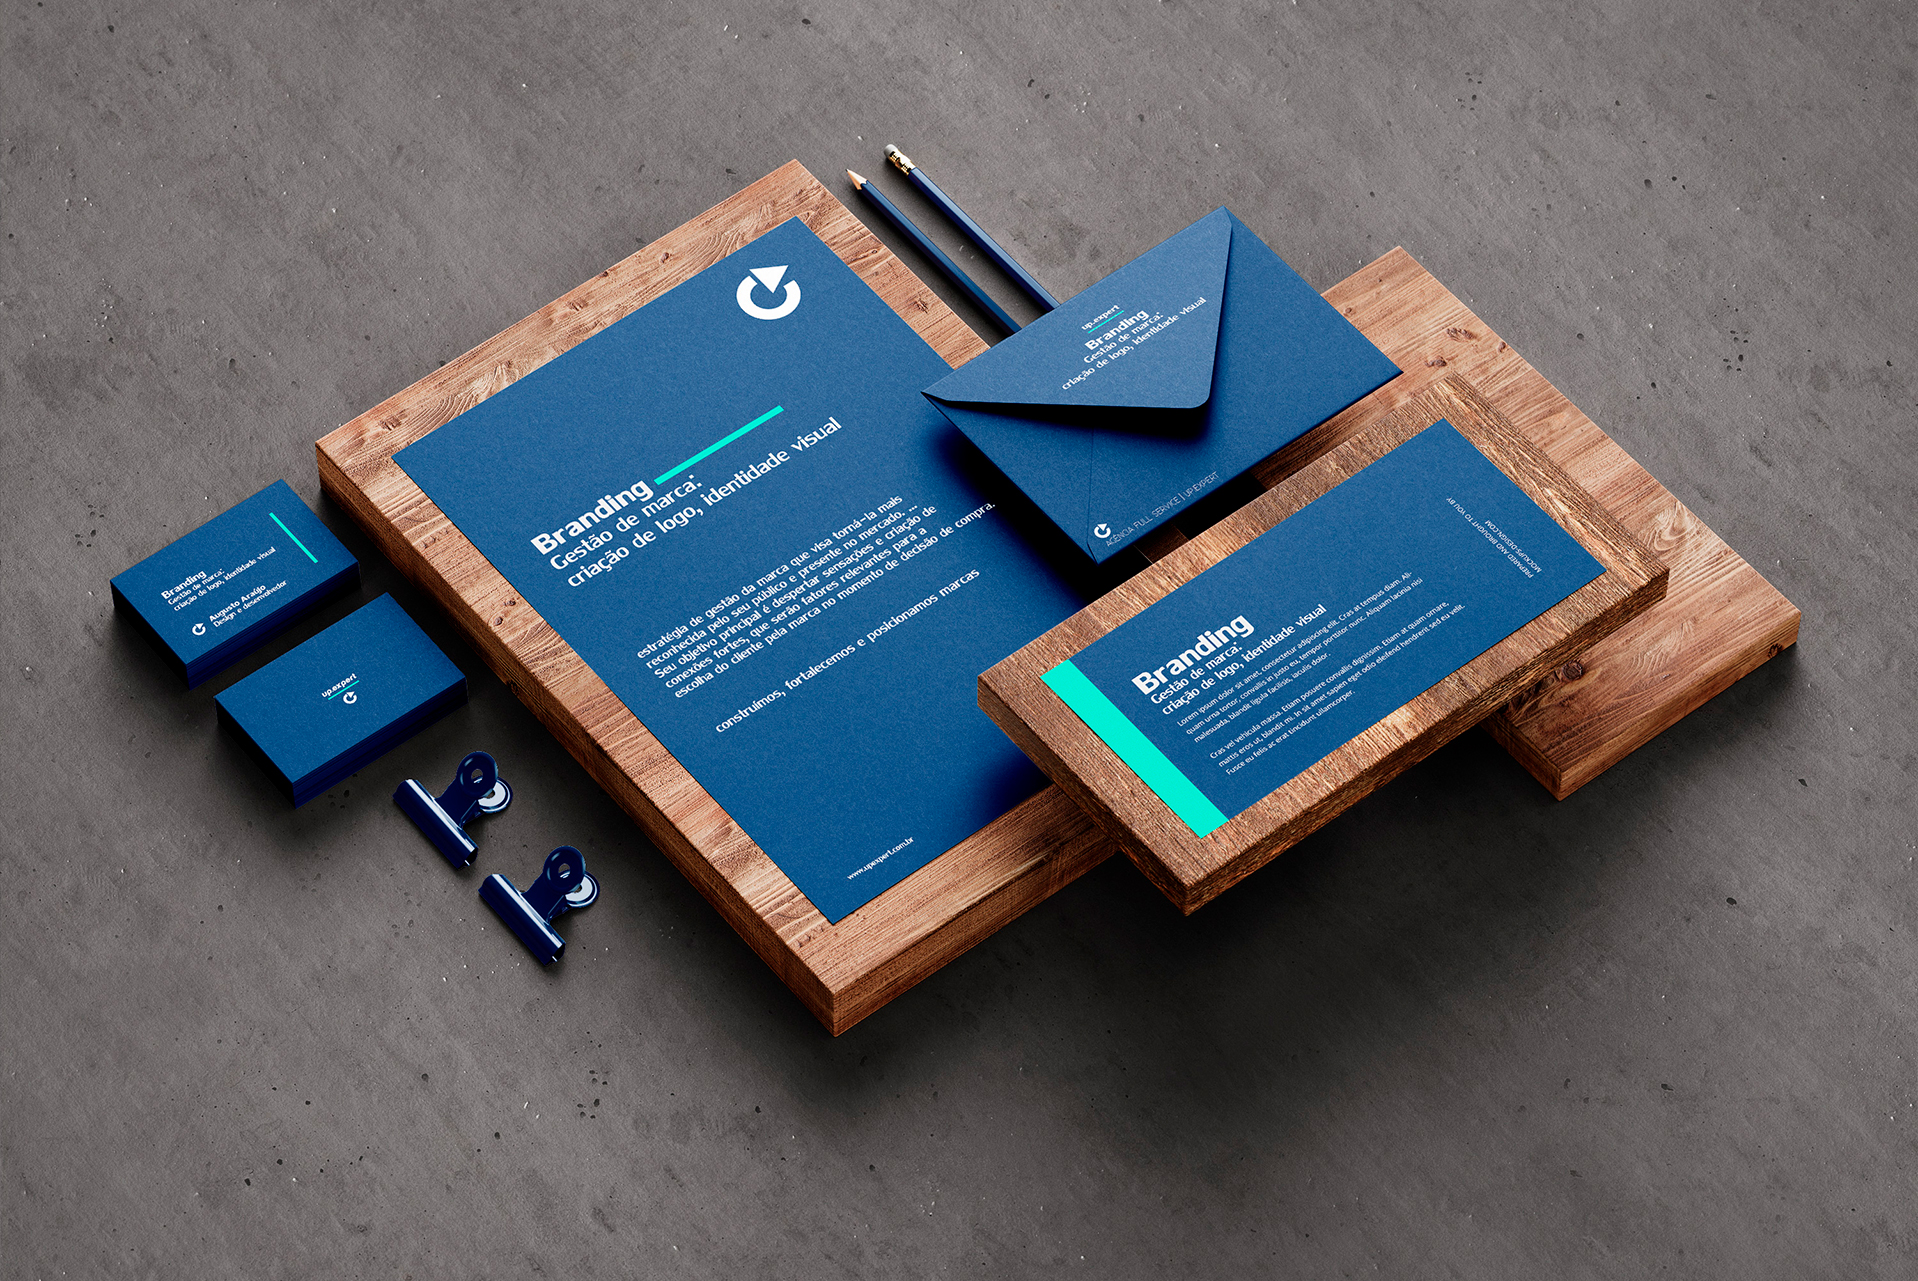 Branding
Gestão de marca:
criação de logo, identidade visual
Augusto Araújo
Design e desenvolvedor
up.expert
Branding
Gestão de marca:
criação de logo, identidade visual
estratégia de gestão da marca que visa torná-la mais
reconhecida pelo seu público e presente no mercado. ...
Seu objetivo principal é despertar sensações e criação de
conexões fortes, que serão fatores relevantes para a
escolha do cliente pela marca no momento de decisão de compra.
construímos, fortalecemos e posicionamos marcas
www.upexpert.com.br
up.expert
Branding
Gestão de marca:
criação de logo, identidade visual
AGÊNCIA FULL SERVICE | UP.EXPERT
Branding
Gestão de marca:
criação de logo, identidade visual
Lorem ipsum dolor sit amet, consectetur adipiscing elit. Cras at tempus diam. Ali-
quam urna tortor, convallis in justo eu, tempor porttitor nunc. Aliquam lacinia nisi
malesuada, blandit ligula facilisis, iaculis dolor.
Cras vel vehicula massa. Etiam posuere convallis dignissim. Etiam at quam ornare,
mattis eros ut, blandit mi. In sit amet sapien eget odio eleifend hendrerit sed eu velit.
Fusce eu felis ac erat tincidunt ullamcorper.
PREPARED AND BROUGHT TO YOU BY
MOCKUPS-DESIGN.COM